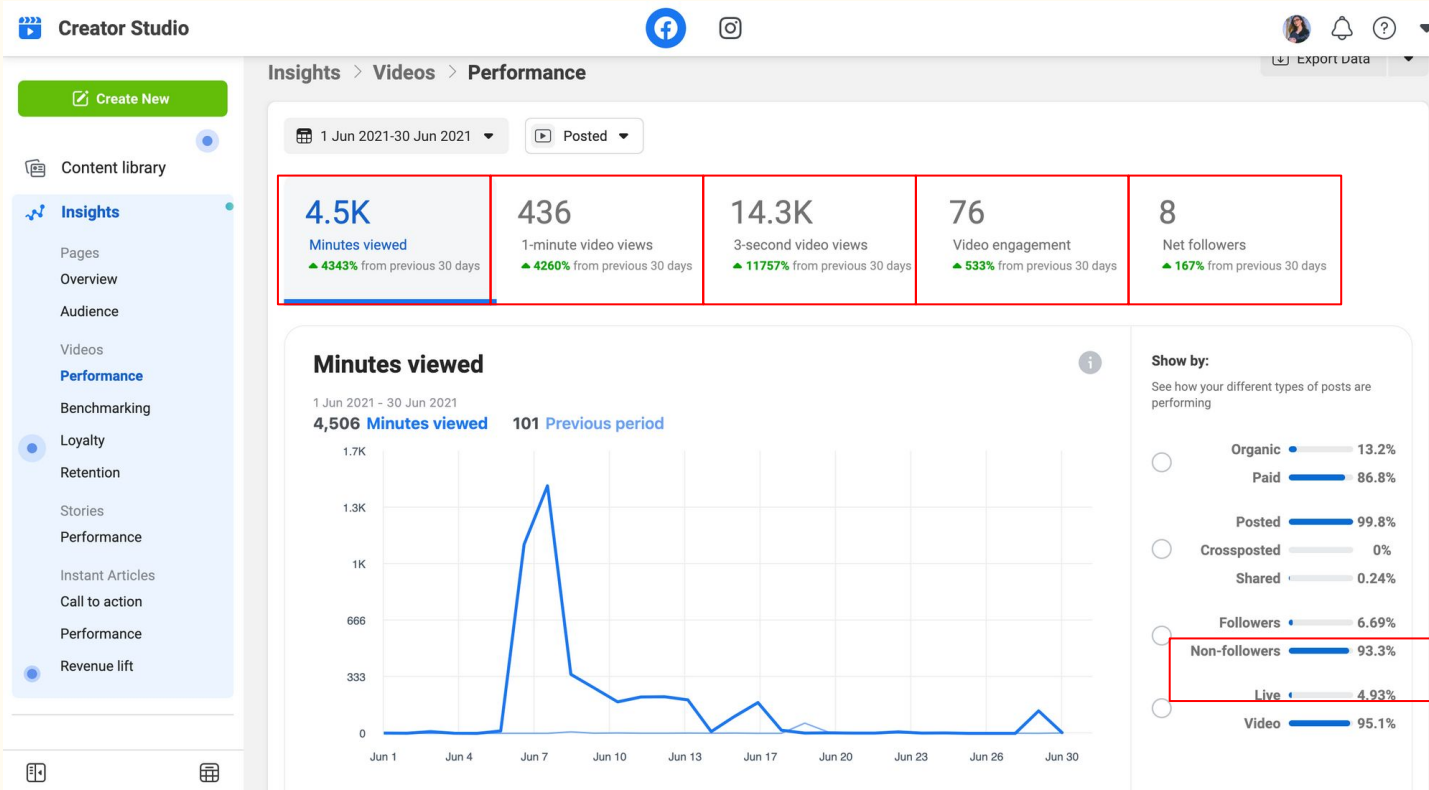 Creator Studio
Export Data
Create New
Content library
Insights
Pages
Overview
Audience
Videos
Performance
Benchmarking
Loyalty
Retention
Stories
Performance
Instant Articles
Call to action
Performance
Revenue lift
Insights > Videos > Performance
1 Jun 2021-30 Jun 2021
Posted
4.5K
Minutes viewed
4343% from previous 30 days
436
1-minute video views
4260% from previous 30 days
14.3K
3-second video views
11757% from previous 30 days
76
Video engagement
533% from previous 30 days
8
Net followers
167% from previous 30 days
Minutes viewed
1 Jun 2021 - 30 Jun 2021
4,506 Minutes viewed 101 Previous period
1.7K
1.3K
1K
666
333
0
Jun 1 Jun 4 Jun 7 Jun 10 Jun 13 Jun 17 Jun 20 Jun 23 Jun 26 Jun 30
Show by:
See how your different types of posts are
performing
Organic 13.2%
Paid 86.8%
Posted 99.8%
Crossposted 0%
Shared 0.24%
Followers 6.69%
Non-followers 93.3%
Live 4.93%
Video 95.1%